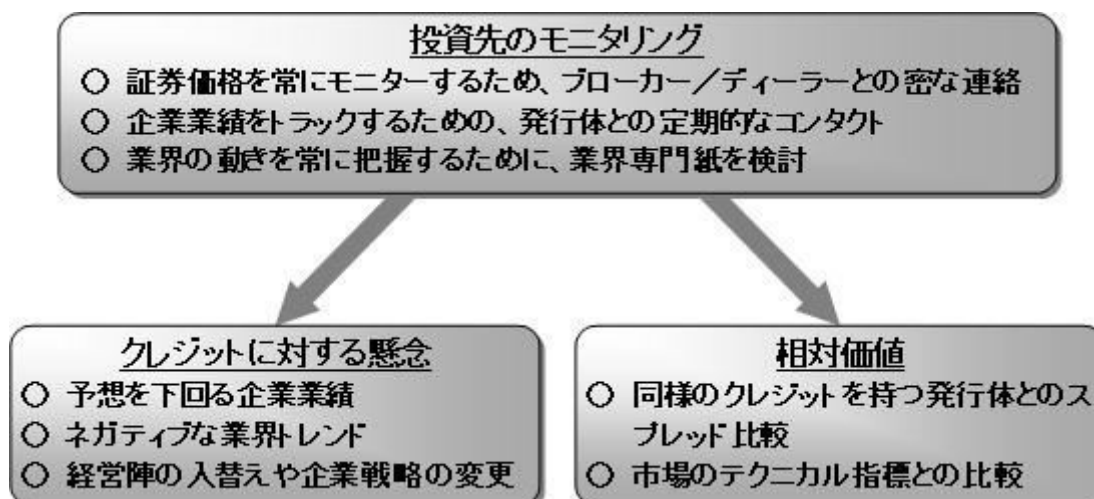 投資先のモニタリング
○ 証券価格を常にモニターするため、ブローカー／ディーラーとの密な連絡
○ 企業業績をトラックするための、発行体との定期的なコンタクト
○ 業界の動きを常に把握するために、業界専門紙を検討
クレジットに対する懸念
○ 予想を下回る企業業績
○ ネガティブな業界トレンド
○ 経営陣の入替えや企業戦略の変更
相対価値
○ 同様のクレジットを持つ発行体とのス
プレッド比較
○ 市場のテクニカル指標との比較